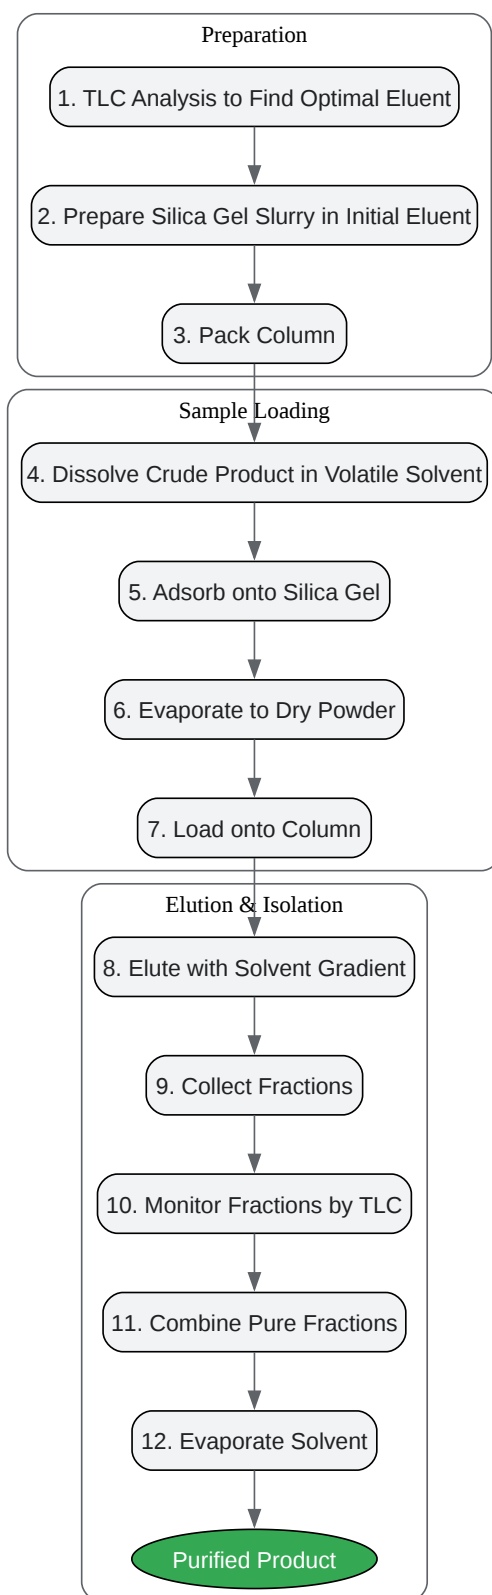 Preparation
1. TLC Analysis to Find Optimal Eluent
2. Prepare Silica Gel Slurry in Initial Eluent
3. Pack Column
Sample Loading
4. Dissolve Crude Product in Volatile Solvent
5. Adsorb onto Silica Gel
6. Evaporate to Dry Powder
7. Load onto Column
Elution & Isolation
8. Elute with Solvent Gradient
9. Collect Fractions
10. Monitor Fractions by TLC
11. Combine Pure Fractions
12. Evaporate Solvent
Purified Product